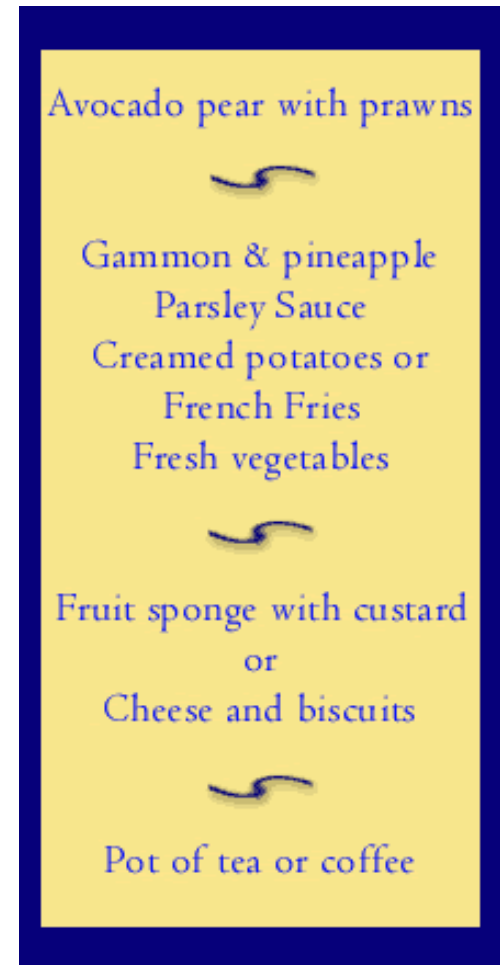 Avocado pear with prawns
Gammon & pineapple
Parsley Sauce
Creamed potatoes or
French Fries
Fresh vegetables
Fruit sponge with custard
or
Cheese and biscuits
Pot of tea or coffee